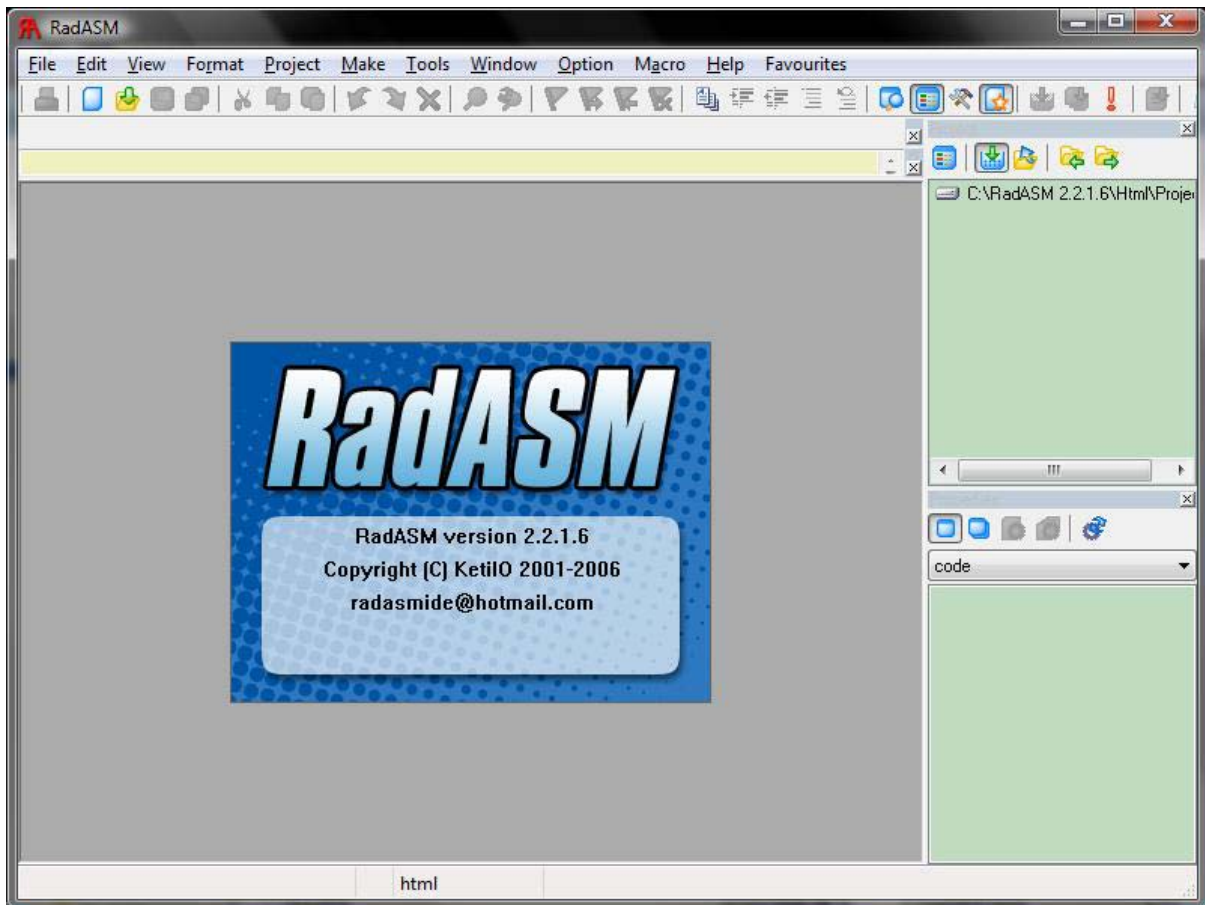 RadASM
File Edit View Format Project Make Tools Window Option Macro Help Favourites
C:\RadASM 2.2.1.6\Html\Proje
RadASM
RadASM version 2.2.1.6
Copyright (C) KetilO 2001-2006
radasmide@hotmail.com
code
html